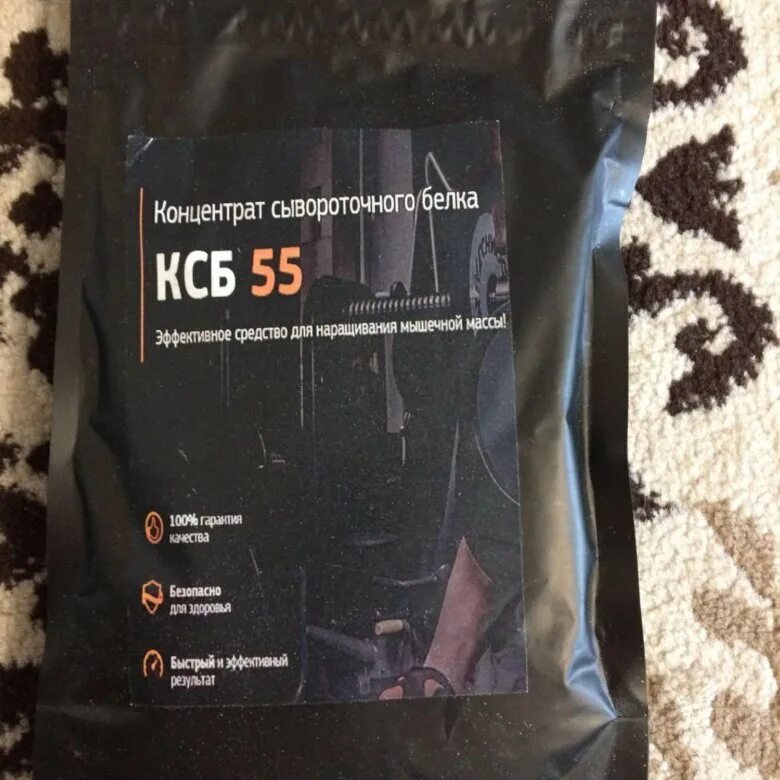 Концентрат сывороточного белка
КСБ 55
Эффективное средство для наращивания мышечной массы!
100% гарантия
качества
Безопасно
для здоровья
Быстрый и эффективный
результат